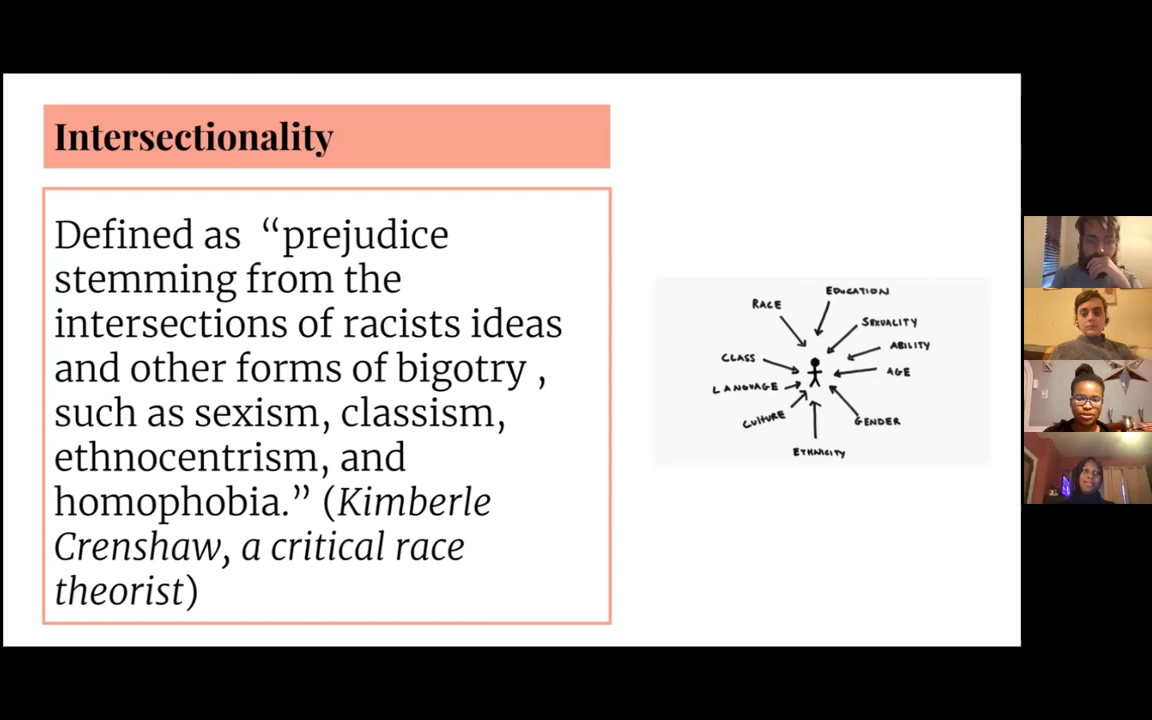 Intersectionality
Defined as “prejudice
stemming from the
intersections of racists ideas
and other forms of bigotry ,
such as sexism, classism,
ethnocentrism, and
homophobia.” (Kimberle
Crenshaw, a critical race
theorist)
EDUCATION
RACE
SEXUALITY
ABILITY
CLASS
AGE
LANGUAGE
CULTURE
GENDER
ETHNICITY